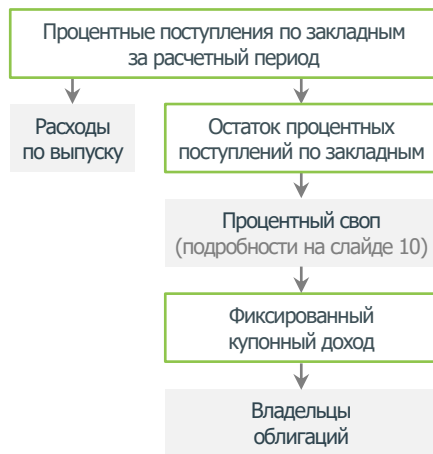 Процентные поступления по закладным
за расчетный период
Расходы
по выпуску
Остаток процентных
поступлений по закладным
Процентный своп
(подробности на слайде 10)
Фиксированный
купонный доход
Владельцы
облигаций